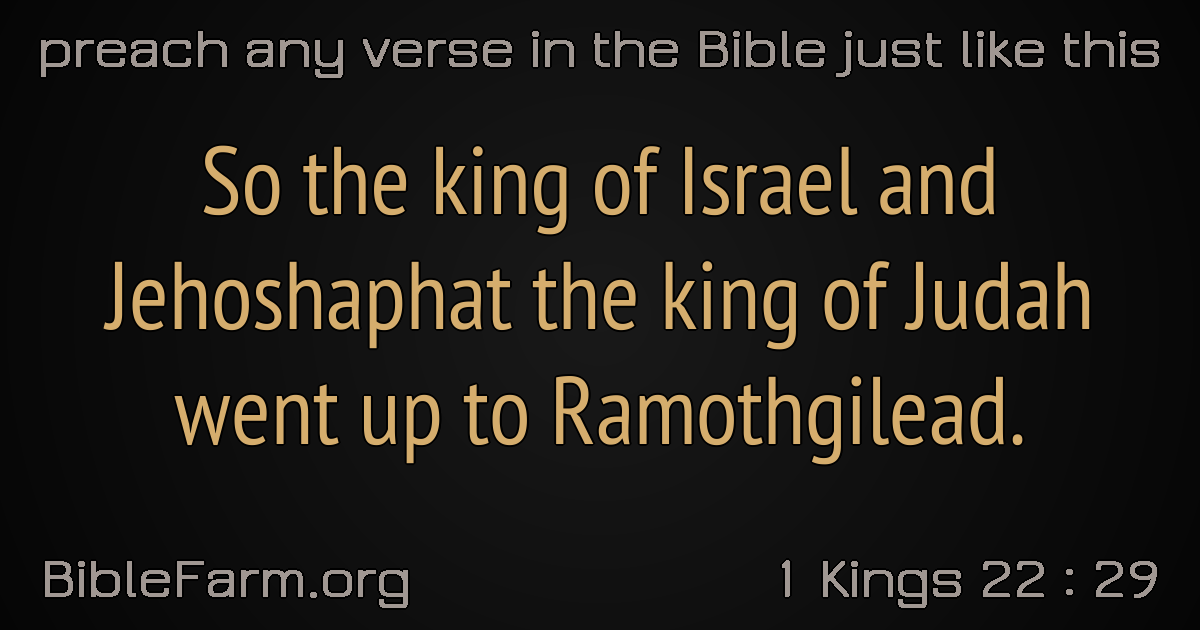 preach any verse in the Bible just like this
So the king of Israel and
Jehoshaphat the king of Judah
went up to Ramothgilead.
BibleFarm.org
1 Kings 22 : 29